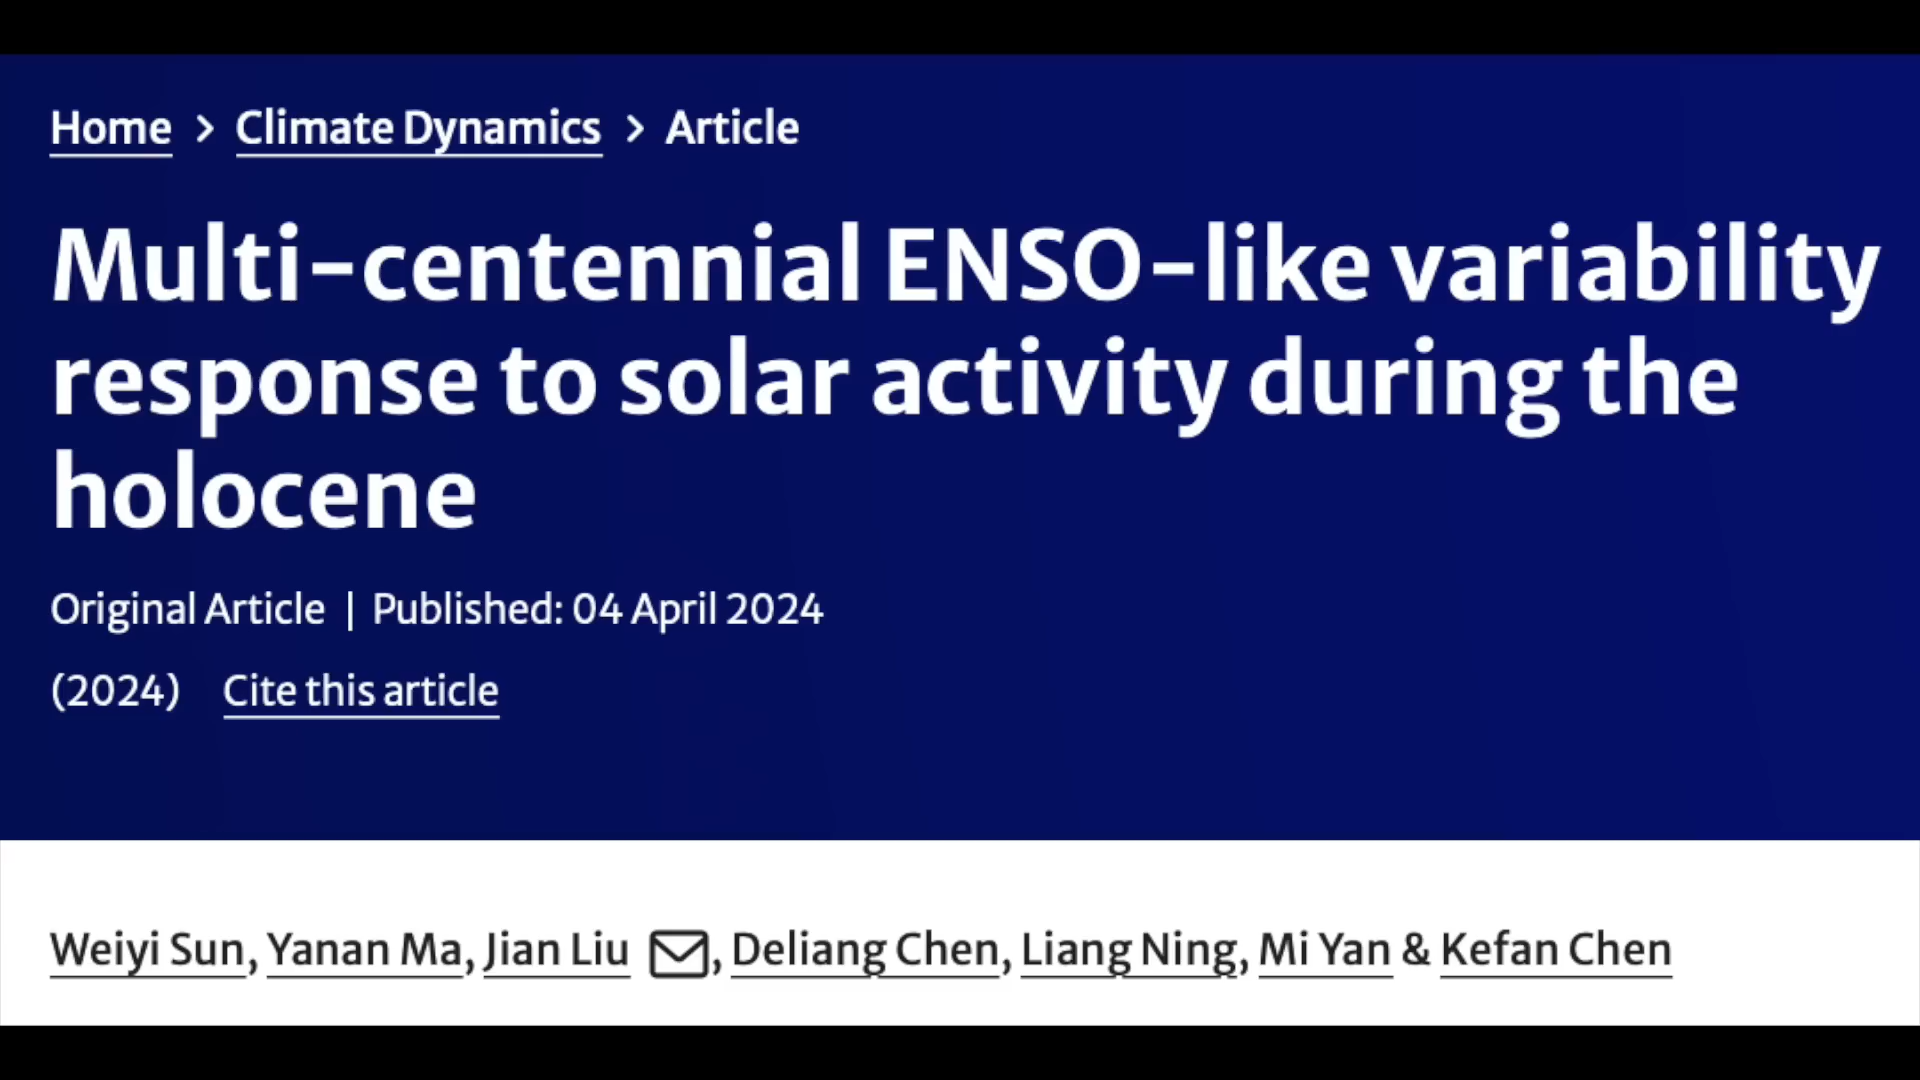 Home > Climate Dynamics > Article
Multi-centennial ENSO-like variability
response to solar activity during the
holocene
Original Article | Published: 04 April 2024
(2024) Cite this article
Weiyi Sun, Yanan Ma, Jian Liu, Deliang Chen, Liang Ning, Mi Yan & Kefan Chen